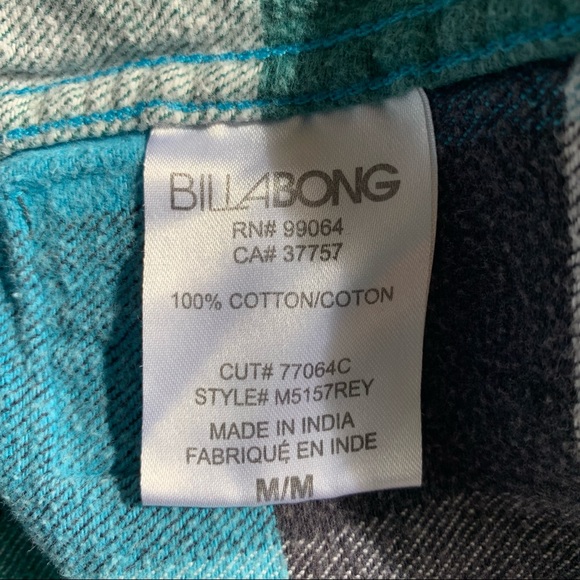 BILLABONG
RN# 99064
CA# 37757
100% COTTON/COTON
CUT# 77064C
STYLE# M5157REY
MADE IN INDIA
FABRIQUÉ EN INDE
M/M